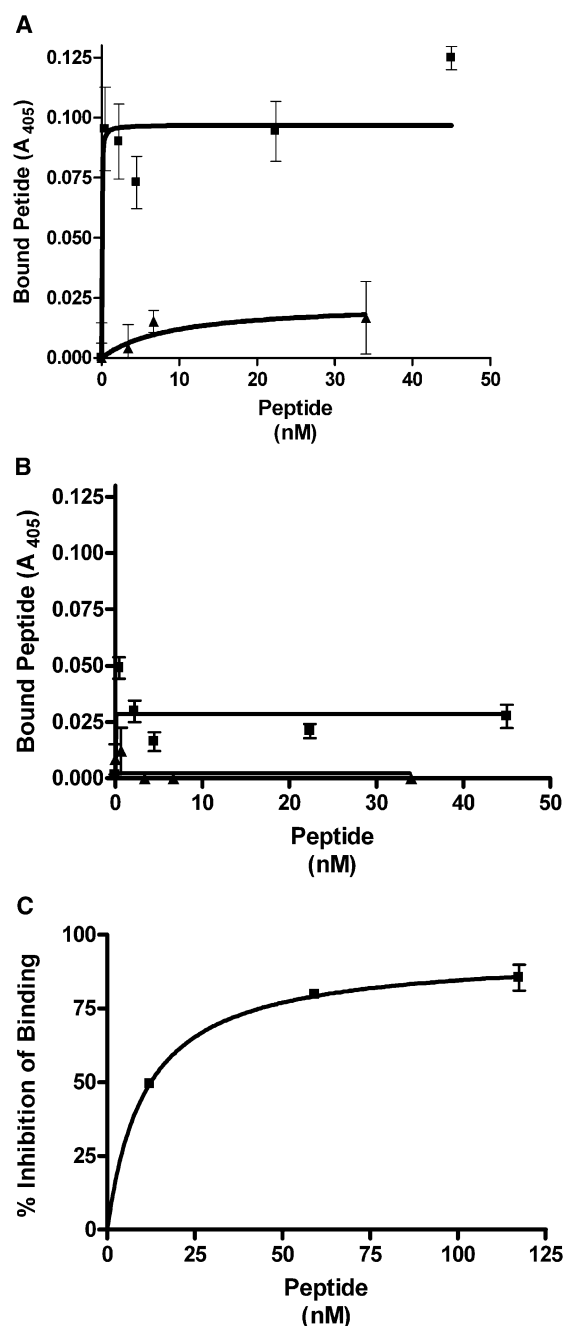 A
0.125
0.100
0.075
0.050
0.025
0.000
Bound Petide (A 405)
0 10 20 30 40 50
Peptide
(nM)
B
0.125
0.100
0.075
0.050
0.025
0.000
Bound Peptide (A 405)
0 10 20 30 40 50
Peptide
(nM)
C
100
75
50
25
0
% Inhibition of Binding
0 25 50 75 100 125
Peptide
(nM)